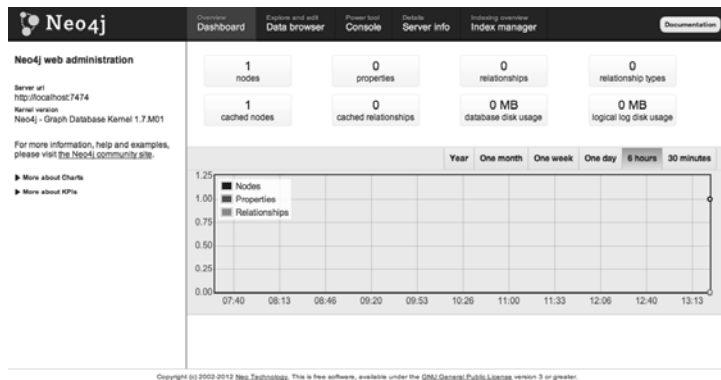 Neo4j
Overview
Dashboard
Explore and edit
Data browser
Power tool
Console
Details
Server info
Indexing overview
Index manager
Documentation
Neo4j web administration
Server url
http://localhost:7474
Kernel version
Neo4j - Graph Database Kernel 1.7.M01
For more information, help and examples,
please visit the Neo4j community site.
More about Charts
More about KPIs
1
nodes
0
properties
0
relationships
0
relationship types
1
cached nodes
0
cached relationships
0 MB
database disk usage
0 MB
logical log disk usage
Year One month One week One day 6 hours 30 minutes
1.25
1.00
0.75
0.50
0.25
0.00
Nodes
Properties
Relationships
07:40 08:13 08:46 09:20 09:53 10:26 11:00 11:33 12:06 12:40 13:13
Copyright (c) 2002-2012 Neo Technology. This is free software, available under the GNU General Public License version 3 or greater.